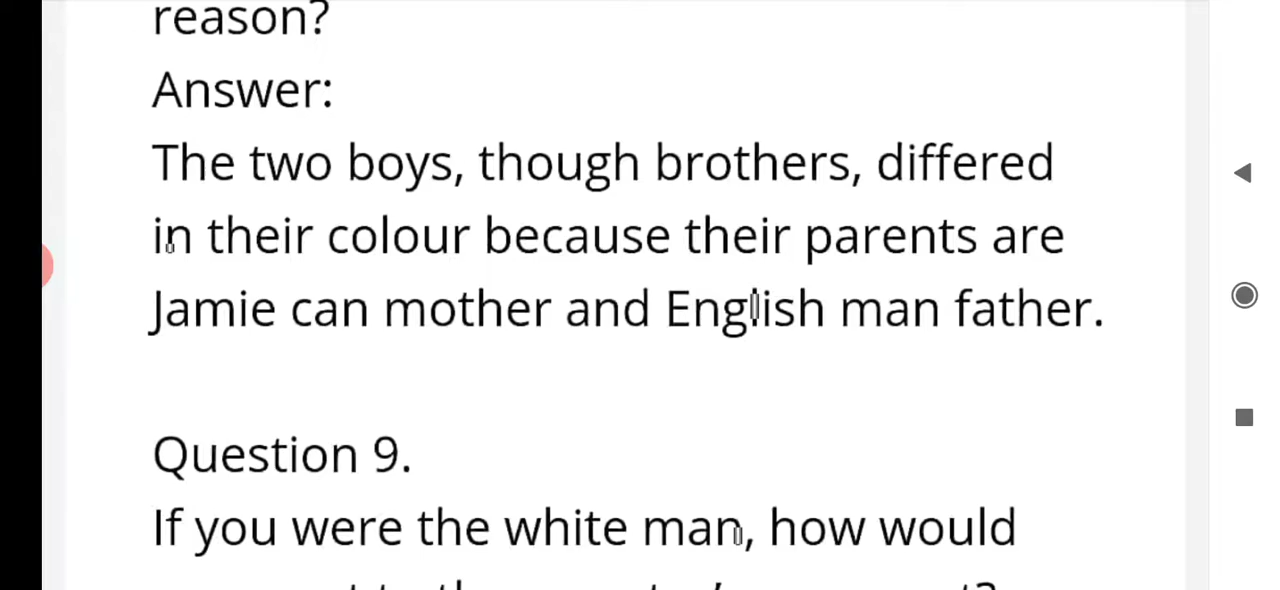 reason?
Answer:
The two boys, though brothers, differed
in their colour because their parents are
Jamie can mother and English man father.
Question 9.
If you were the white man, how would